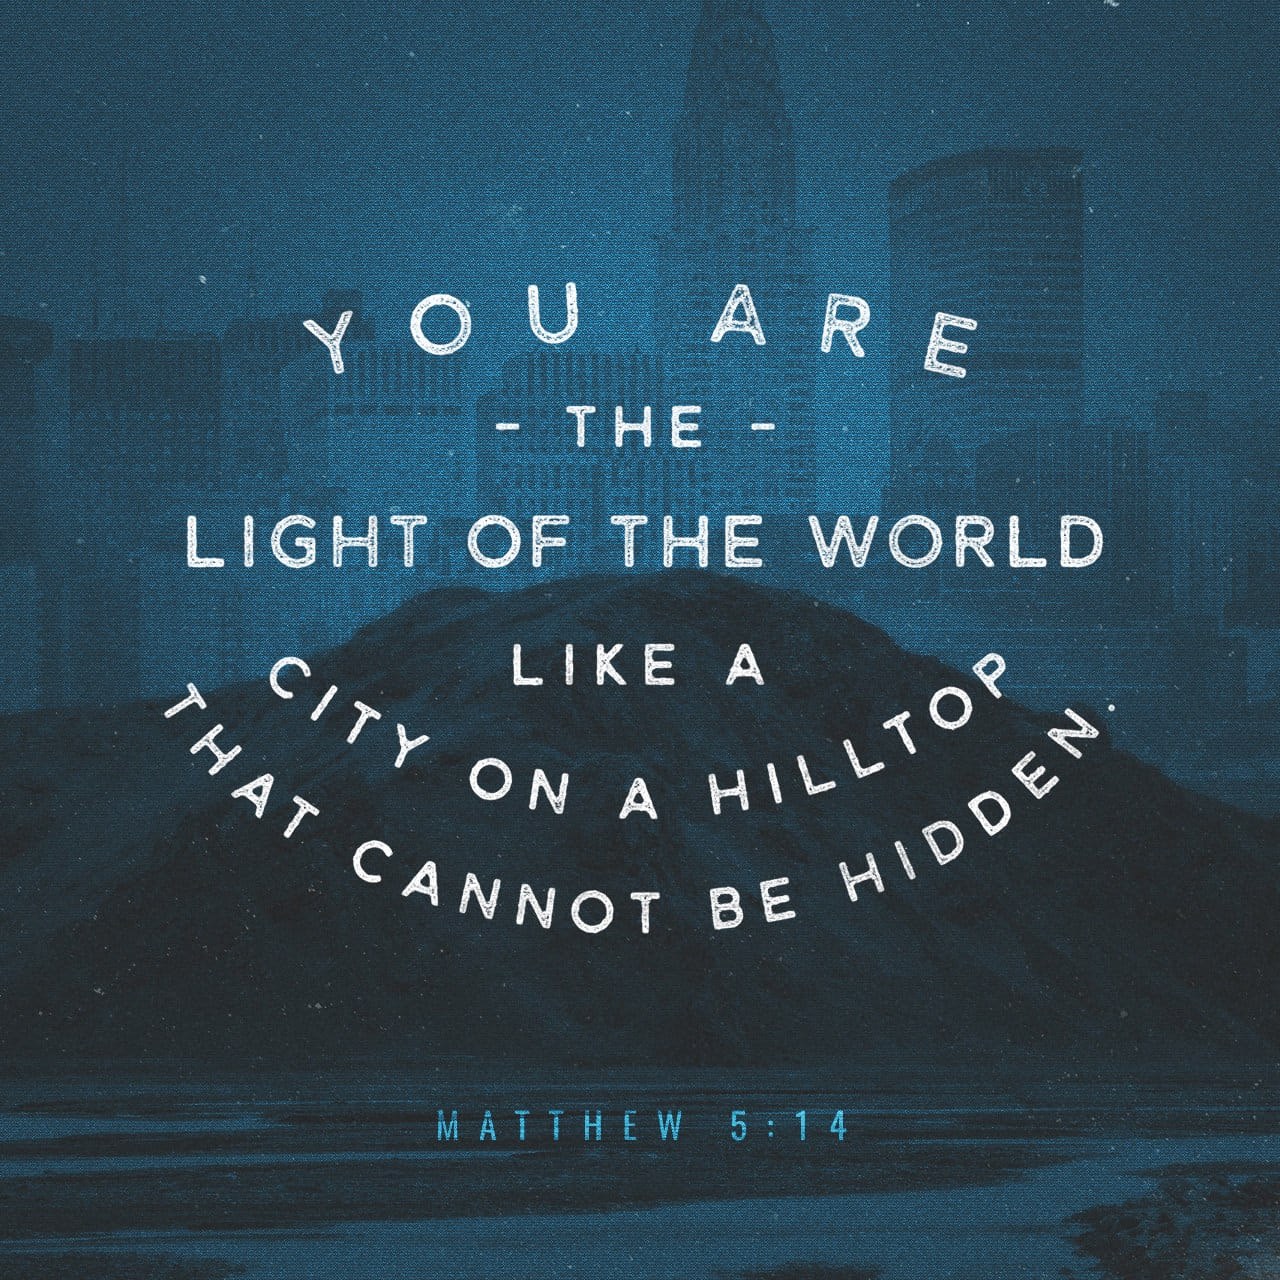 YOU ARE
- THE -
LIGHT OF THE WORLD
LIKE A
CITY ON A HILLTOP
THAT CANNOT BE HIDDEN.
MATTHEW 5:14